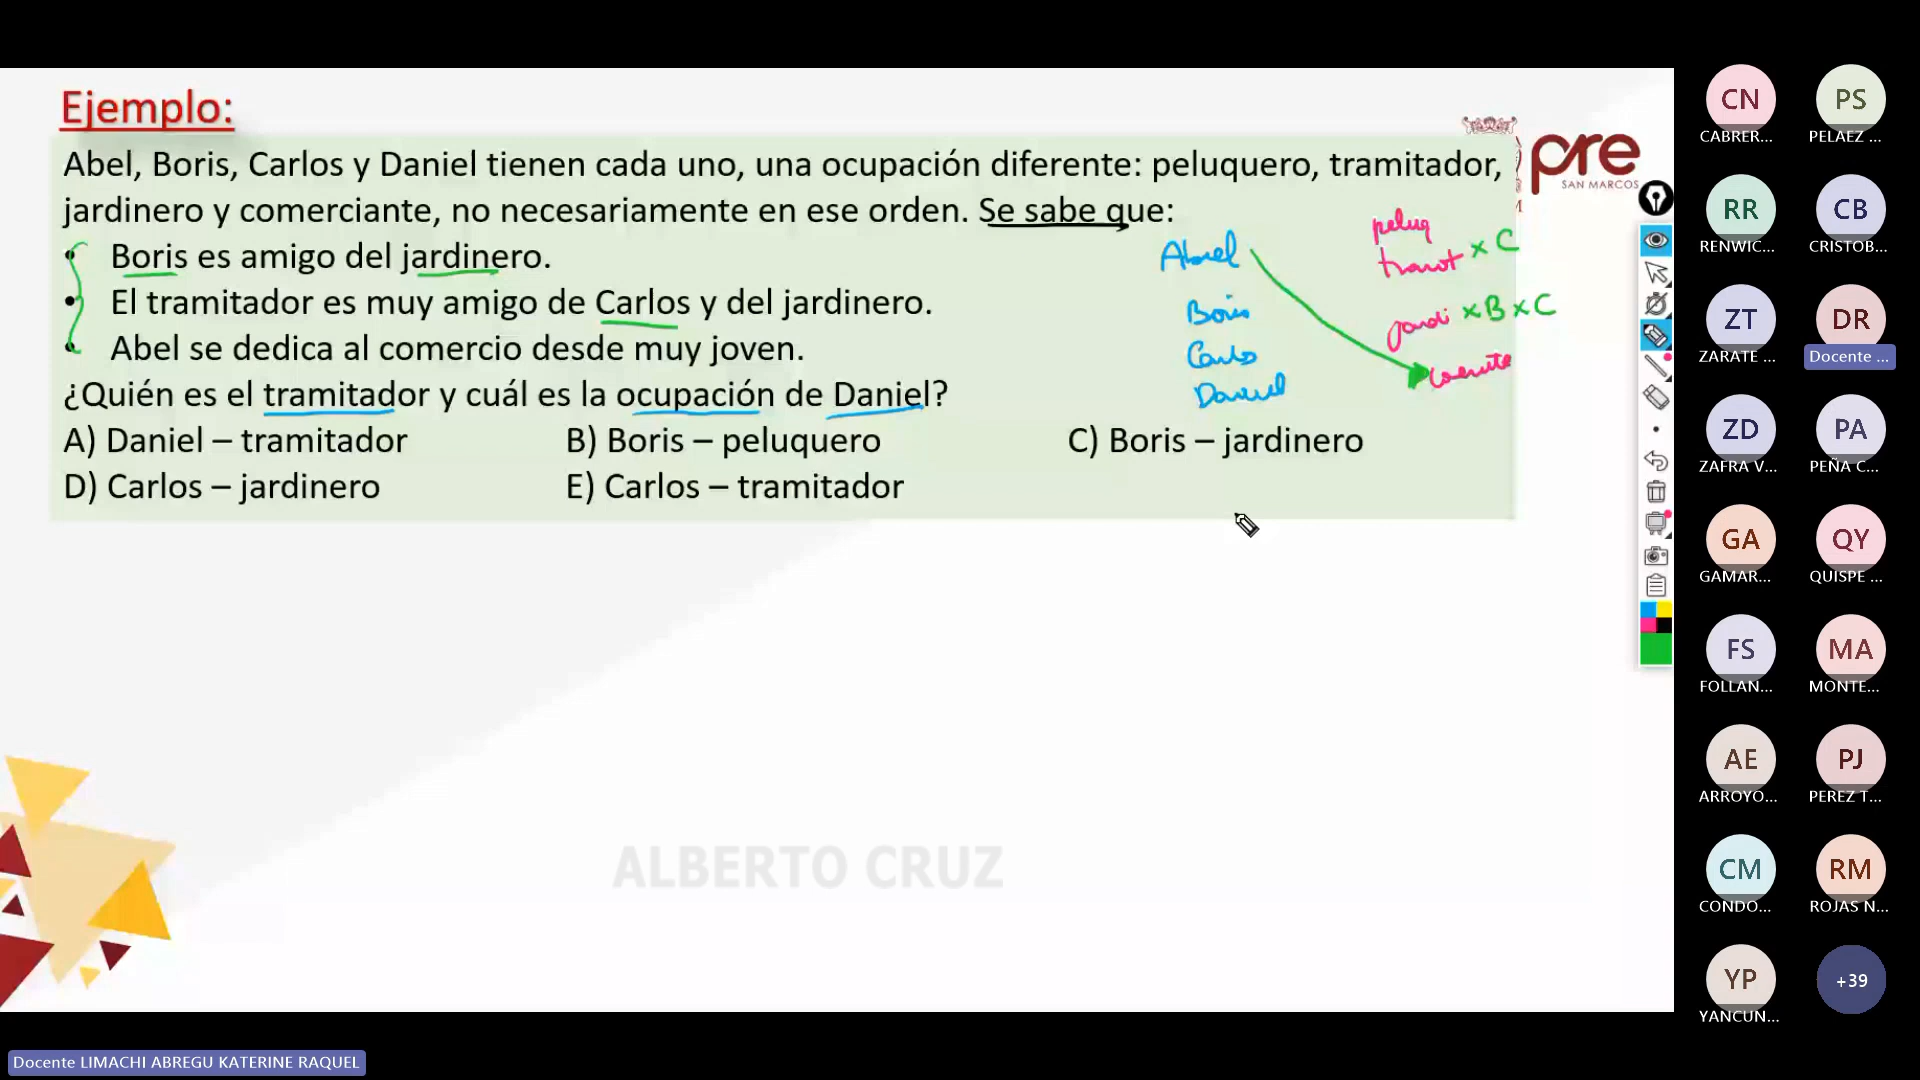 Ejemplo:
Abel, Boris, Carlos y Daniel tienen cada uno, una ocupación diferente: peluquero, tramitador,
jardinero y comerciante, no necesariamente en ese orden. Se sabe que:
• Boris es amigo del jardinero.
• El tramitador es muy amigo de Carlos y del jardinero.
• Abel se dedica al comercio desde muy joven.
¿Quién es el tramitador y cuál es la ocupación de Daniel?
A) Daniel – tramitador B) Boris – peluquero C) Boris – jardinero
D) Carlos – jardinero E) Carlos – tramitador
pre
SAN MARCOS
Abel
Boris
Carlos
Daniel
pelug
tramt x C
jardi x B x C
ALBERTO CRUZ
CN PS
CABRER... PELAEZ ...
RR CB
RENWIC... CRISTOB...
ZT DR
ZARATE ... Docente ...
ZD PA
ZAFRA V... PEÑA C...
GA QY
GAMAR... QUISPE ...
FS MA
FOLLAN... MONTE...
AE PJ
ARROYO... PEREZ T...
CM RM
CONDO... ROJAS N...
YP +39
YANCUN...
Docente LIMACHI ABREGU KATERINE RAQUEL